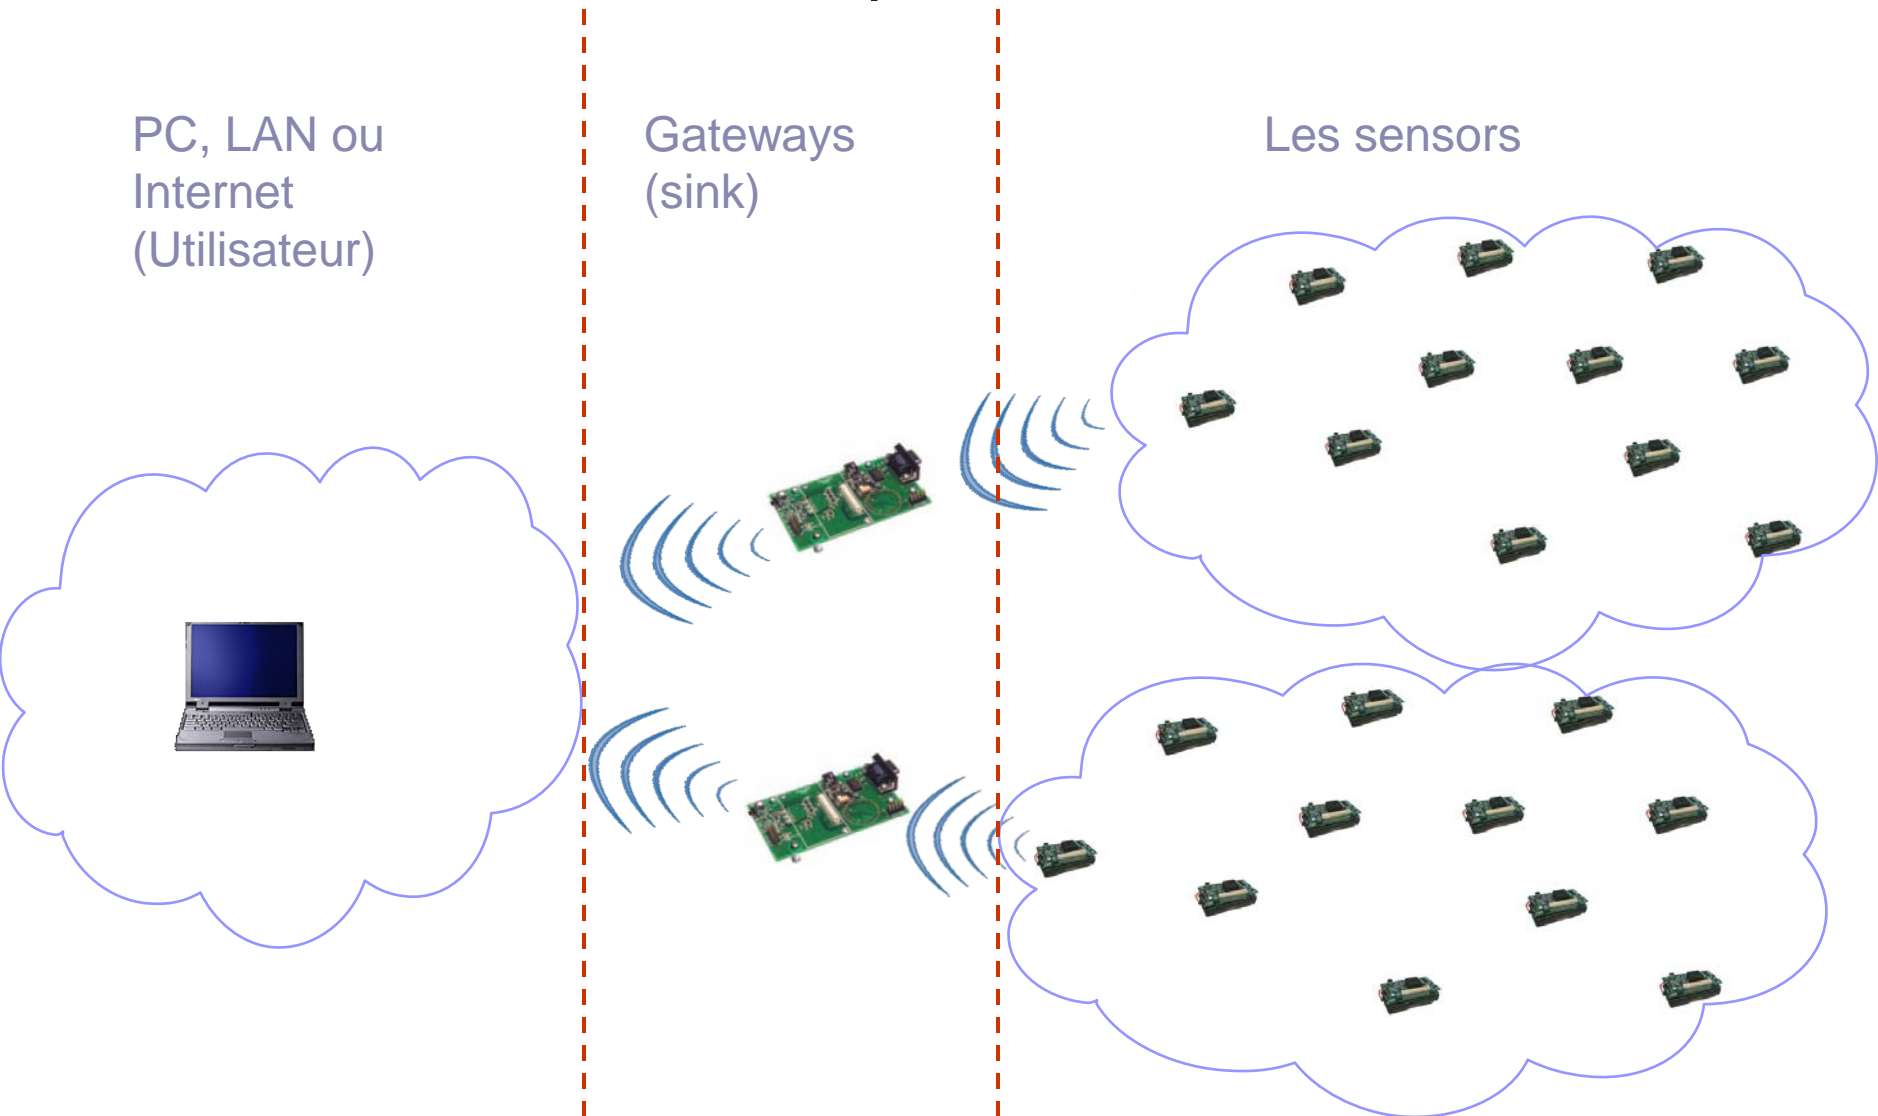 PC, LAN ou
Internet
(Utilisateur)
Gateways
(sink)
Les sensors